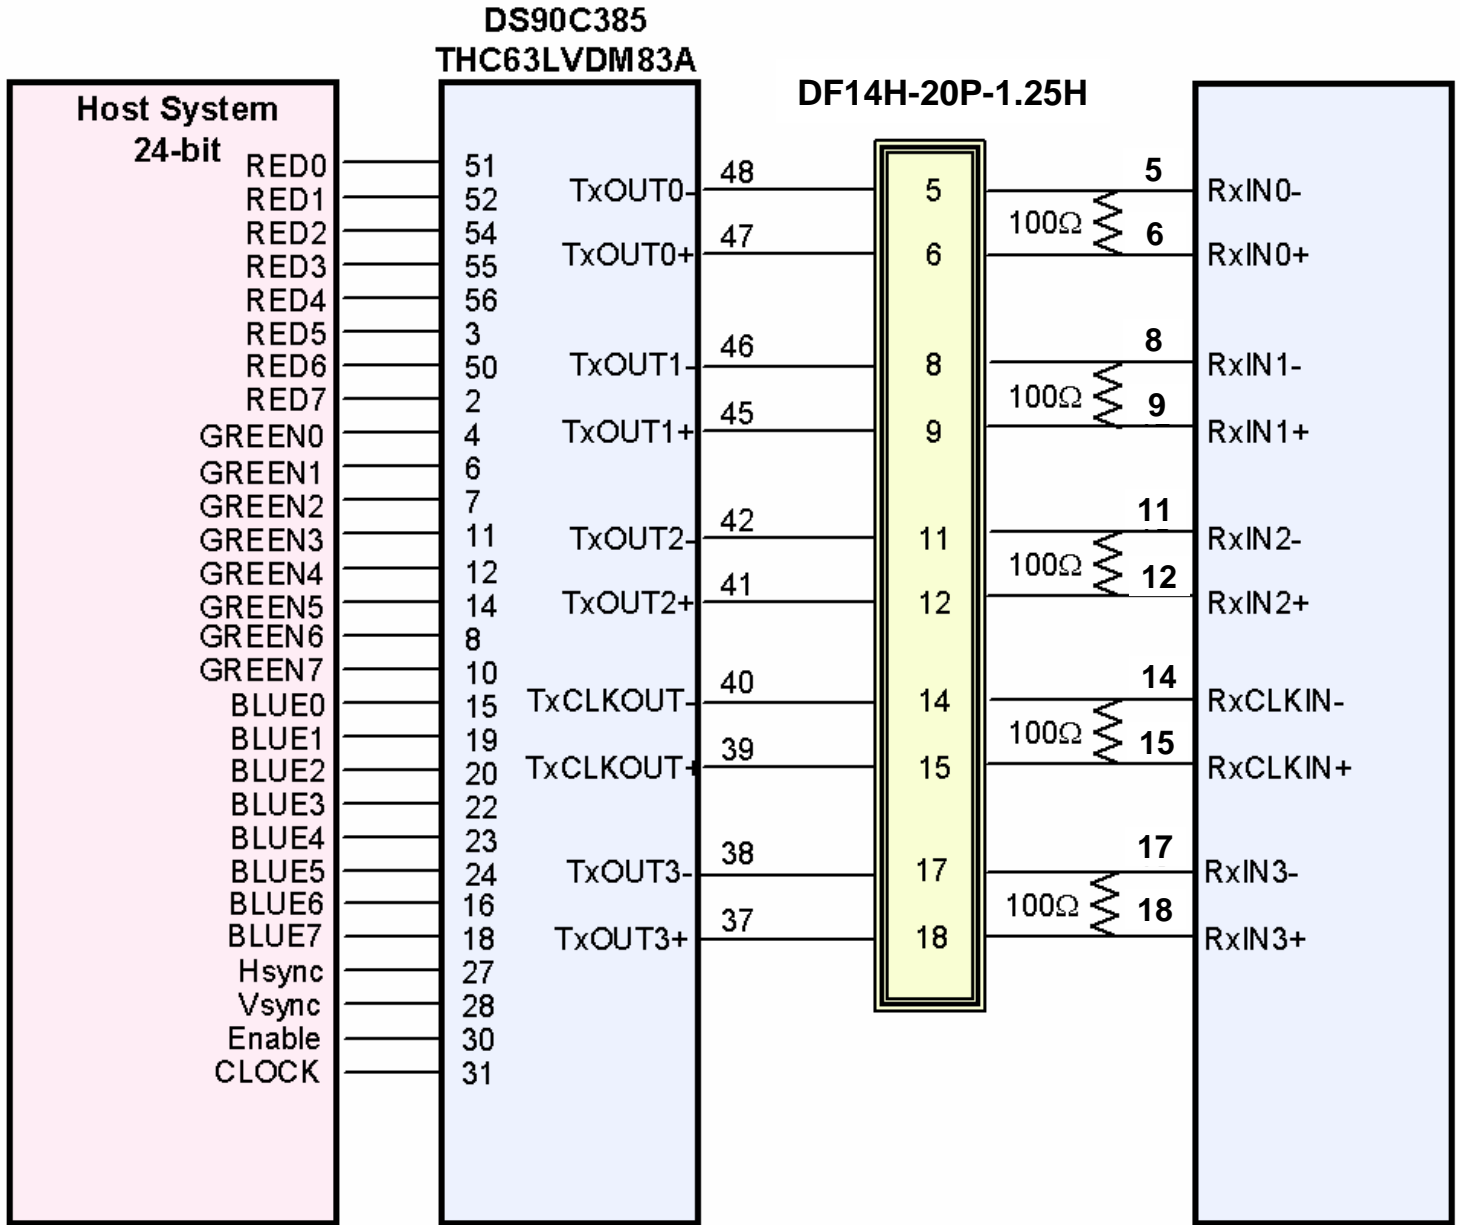 DS90C385
THC63LVDM83A
DF14H-20P-1.25H
Host System
24-bit
RED0 51
RED1 52
RED2 54
RED3 55
RED4 56
RED5 3
RED6 50
RED7 2
GREEN0 4
GREEN1 6
GREEN2 7
GREEN3 11
GREEN4 12
GREEN5 14
GREEN6 8
GREEN7 10
BLUE0 15
BLUE1 19
BLUE2 20
BLUE3 22
BLUE4 23
BLUE5 24
BLUE6 16
BLUE7 18
Hsync 27
Vsync 28
Enable 30
CLOCK 31
TxOUT0- 48 5 5 RxIN0-
100Ω
TxOUT0+ 47 6 6 RxIN0+
TxOUT1- 46 8 8 RxIN1-
100Ω
TxOUT1+ 45 9 9 RxIN1+
TxOUT2- 42 11 11 RxIN2-
100Ω
TxOUT2+ 41 12 12 RxIN2+
TxCLKOUT- 40 14 14 RxCLKIN-
100Ω
TxCLKOUT+ 39 15 15 RxCLKIN+
TxOUT3- 38 17 17 RxIN3-
100Ω
TxOUT3+ 37 18 18 RxIN3+